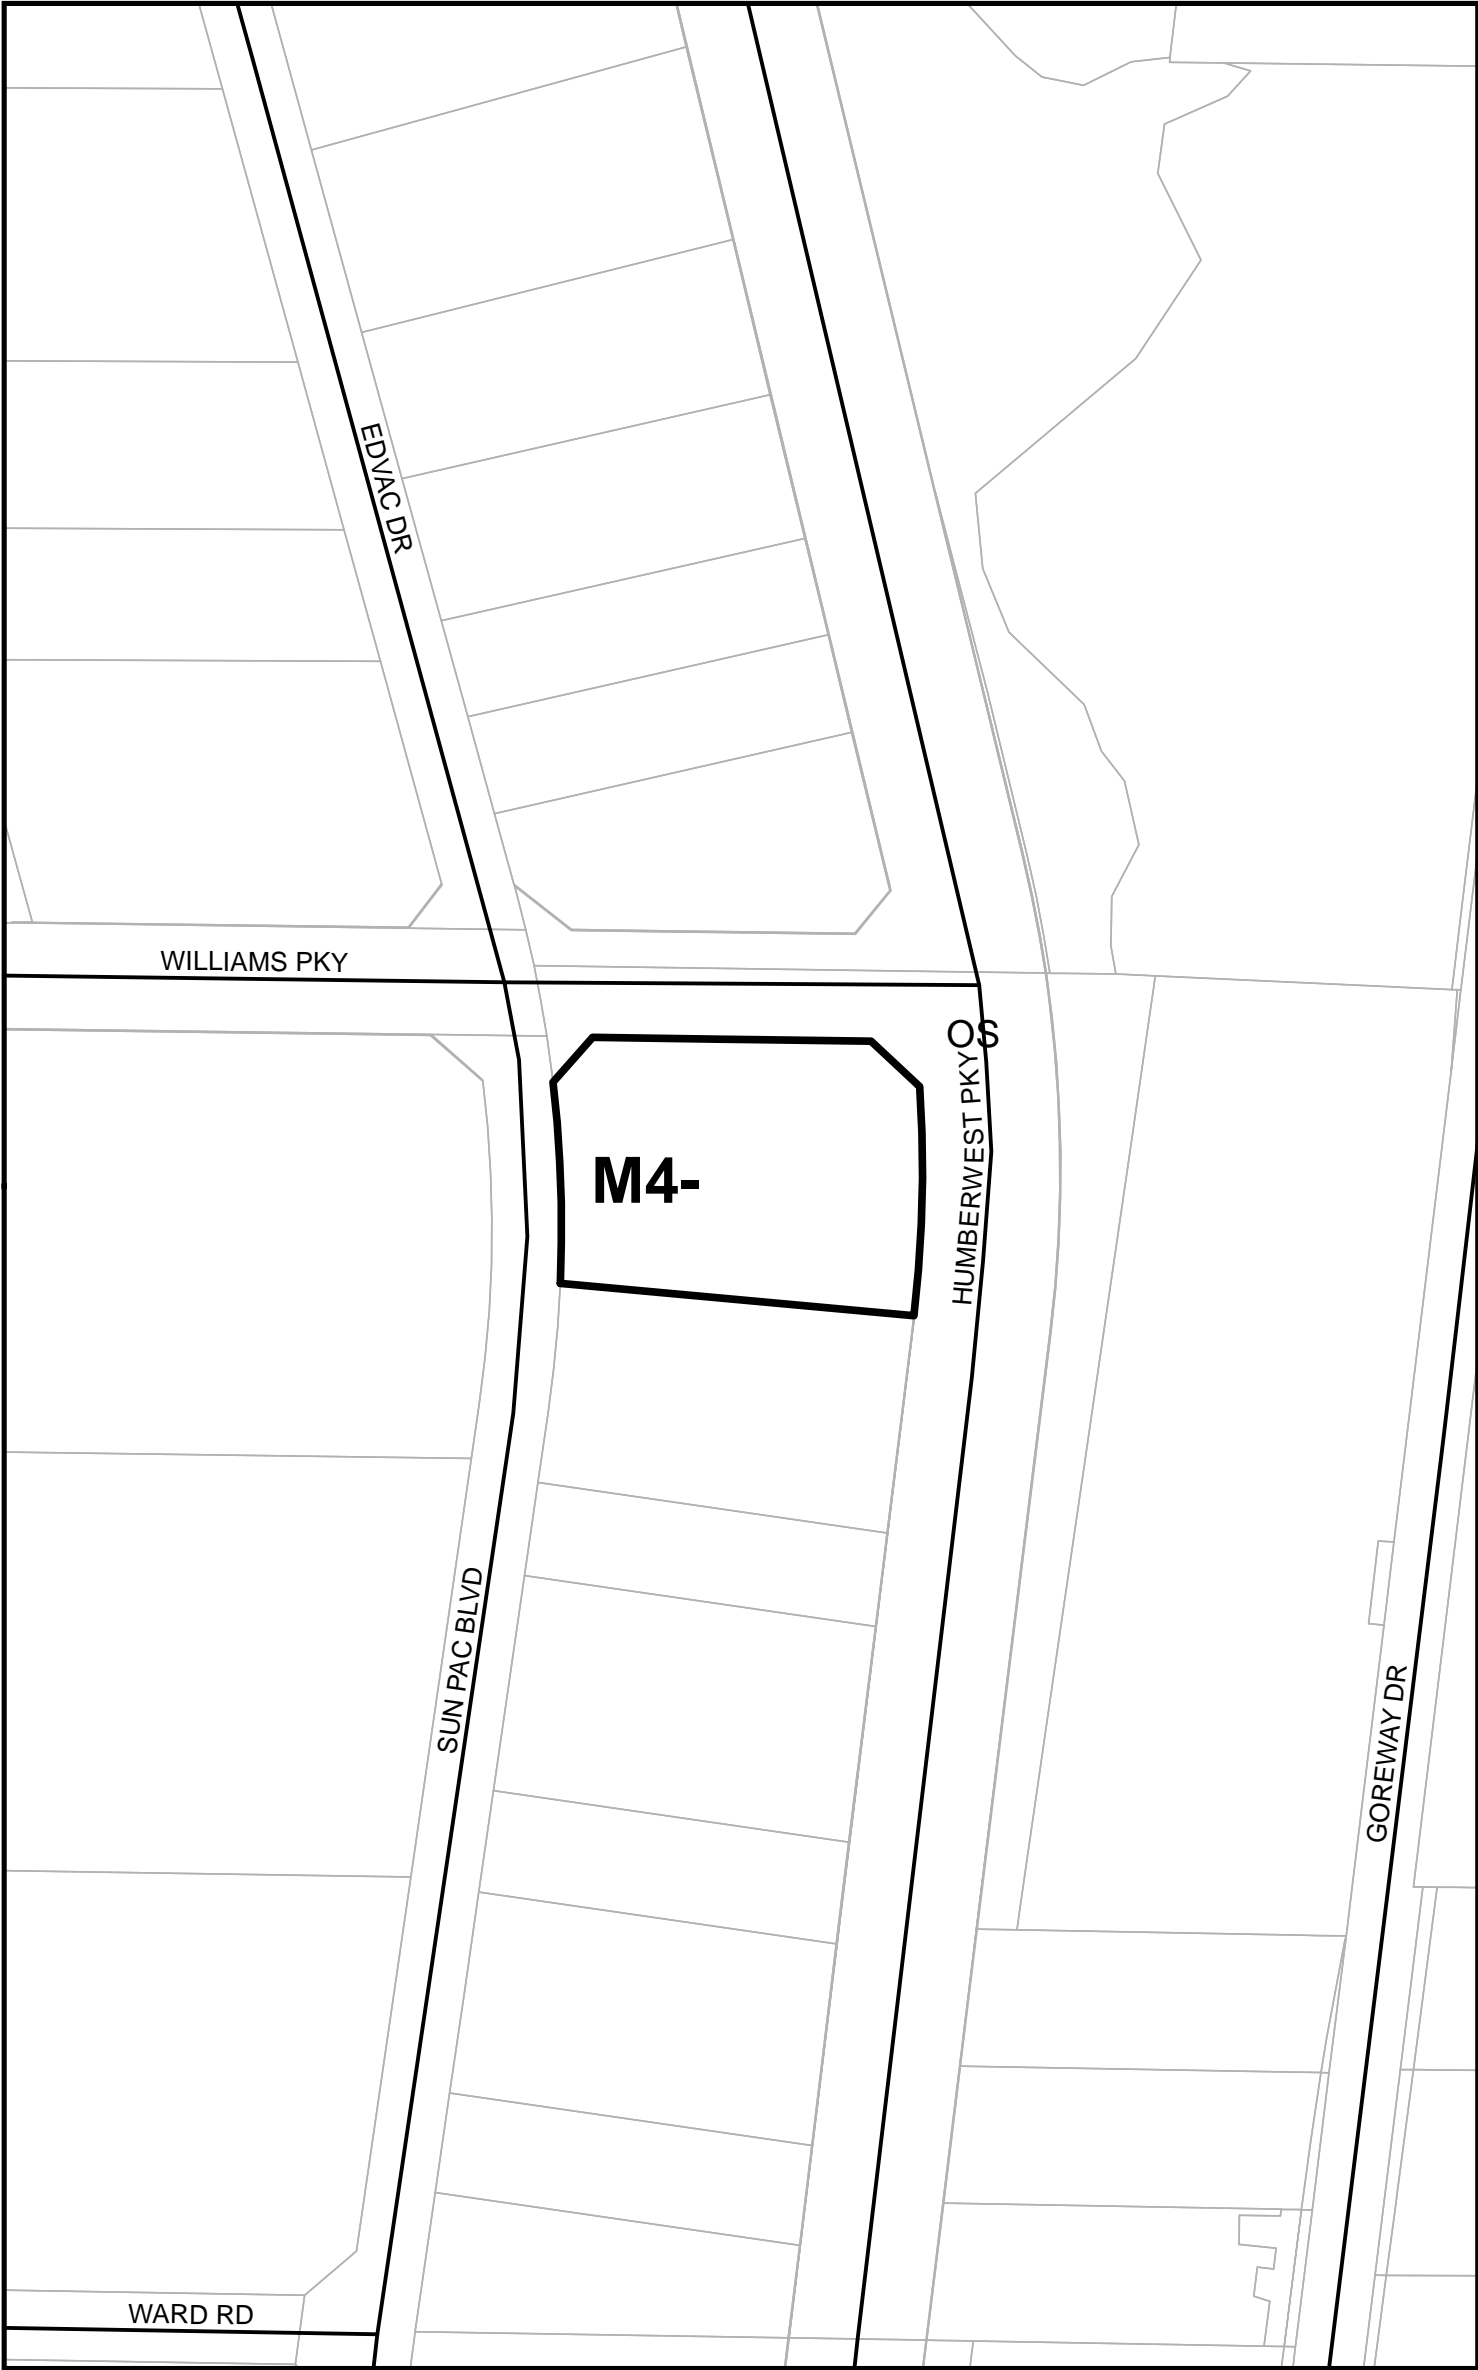 EDVAC DR
WILLIAMS PKY
OS
HUMBERWEST PKY
M4-
SUN PAC BLVD
GOREWAY DR
WARD RD